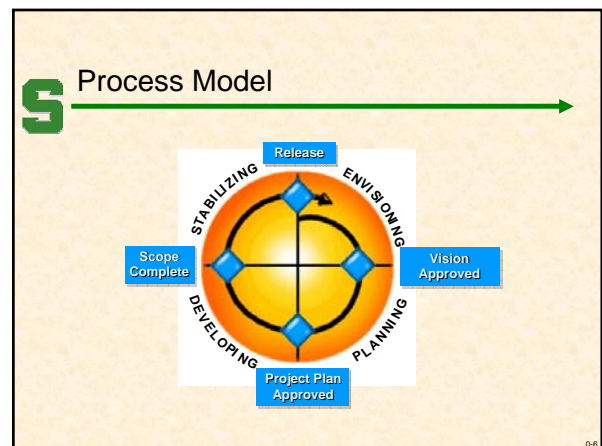 S
Process Model
Release
STABILIZING
ENVISIONING
Scope
Complete
Vision
Approved
DEVELOPING
PLANNING
Project Plan
Approved
0-6